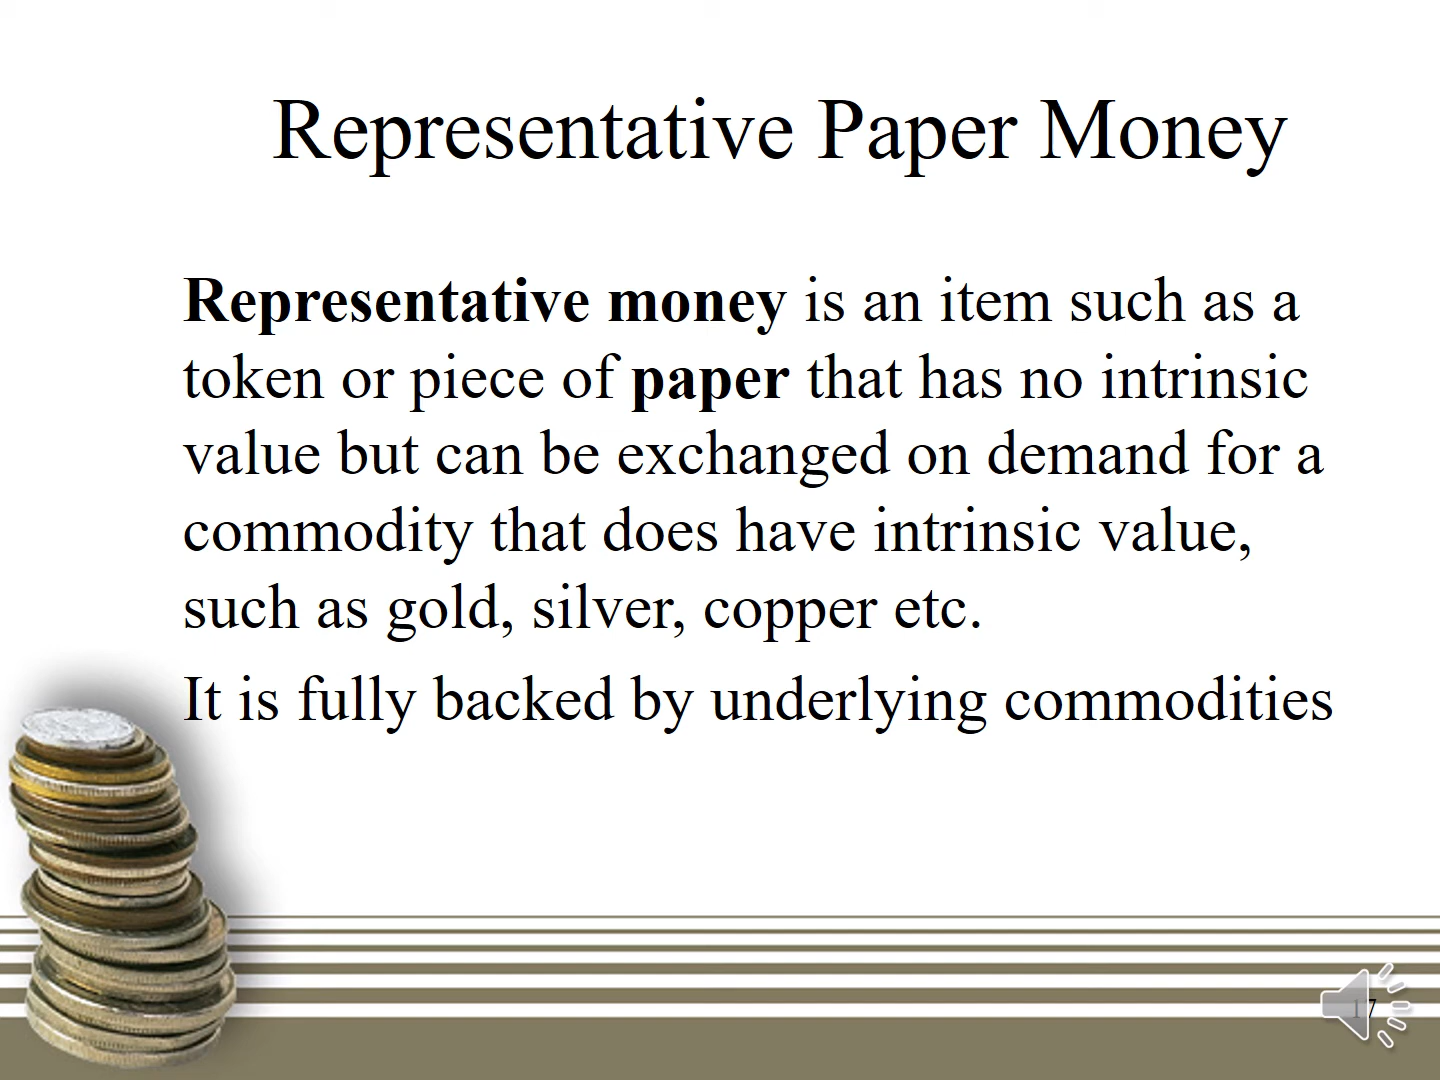 Representative Paper Money
Representative money is an item such as a
token or piece of paper that has no intrinsic
value but can be exchanged on demand for a
commodity that does have intrinsic value,
such as gold, silver, copper etc.
It is fully backed by underlying commodities
17